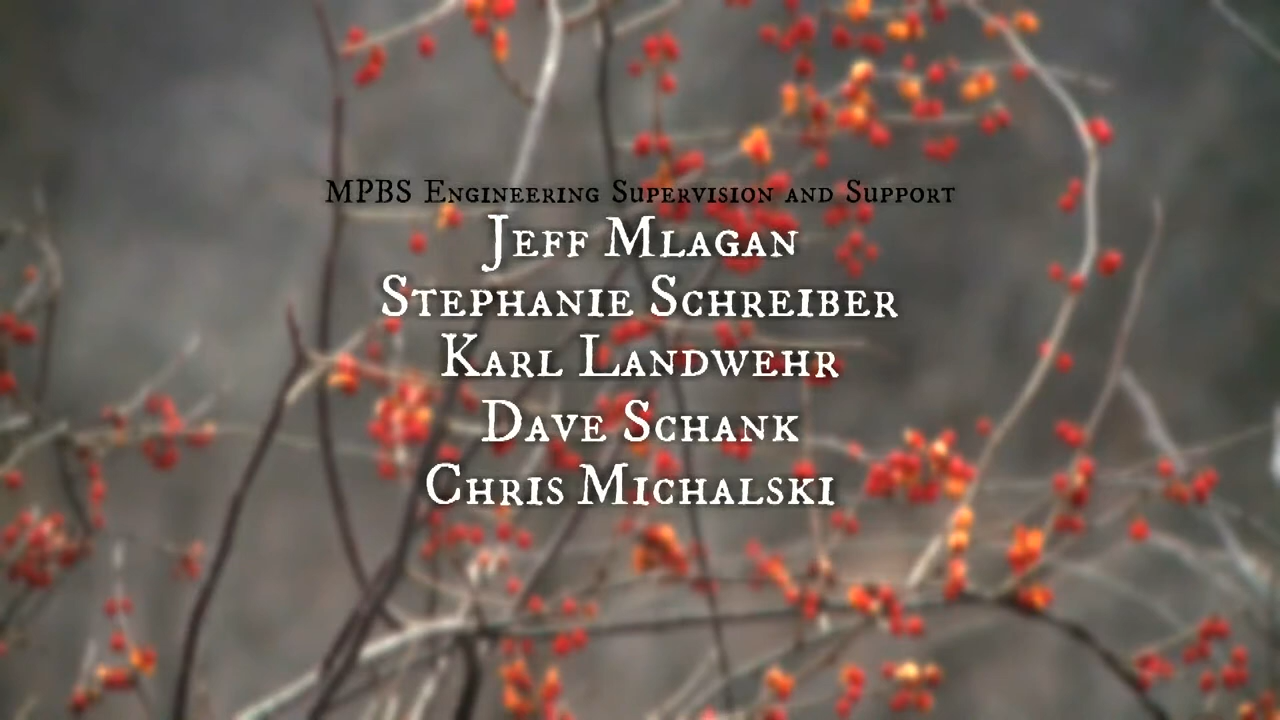 MPBS Engineering Supervision and Support
Jeff Mlagan
Stephanie Schreiber
Karl Landwehr
Dave Schank
Chris Michalski